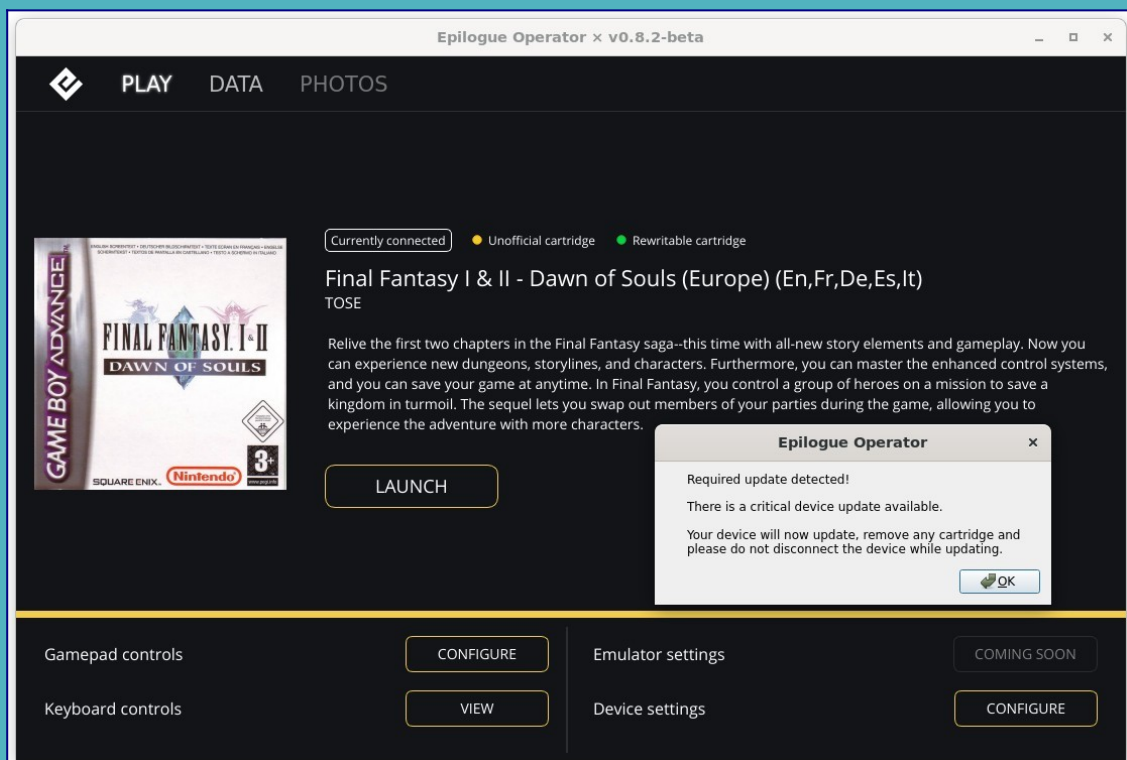 Epilogue Operator × v0.8.2-beta
PLAY DATA PHOTOS
Currently connected Unofficial cartridge Rewritable cartridge
Final Fantasy I & II - Dawn of Souls (Europe) (En,Fr,De,Es,It)
TOSE
Relive the first two chapters in the Final Fantasy saga--this time with all-new story elements and gameplay. Now you
can experience new dungeons, storylines, and characters. Furthermore, you can master the enhanced control systems,
and you can save your game at anytime. In Final Fantasy, you control a group of heroes on a mission to save a
kingdom in turmoil. The sequel lets you swap out members of your parties during the game, allowing you to
experience the adventure with more characters.
LAUNCH
GAME BOY ADVANCE
FINAL FANTASY I & II
DAWN OF SOULS
3+
SQUARE ENIX. Nintendo
Epilogue Operator
Required update detected!
There is a critical device update available.
Your device will now update, remove any cartridge and
please do not disconnect the device while updating.
OK
Gamepad controls CONFIGURE
Keyboard controls VIEW
Emulator settings COMING SOON
Device settings CONFIGURE